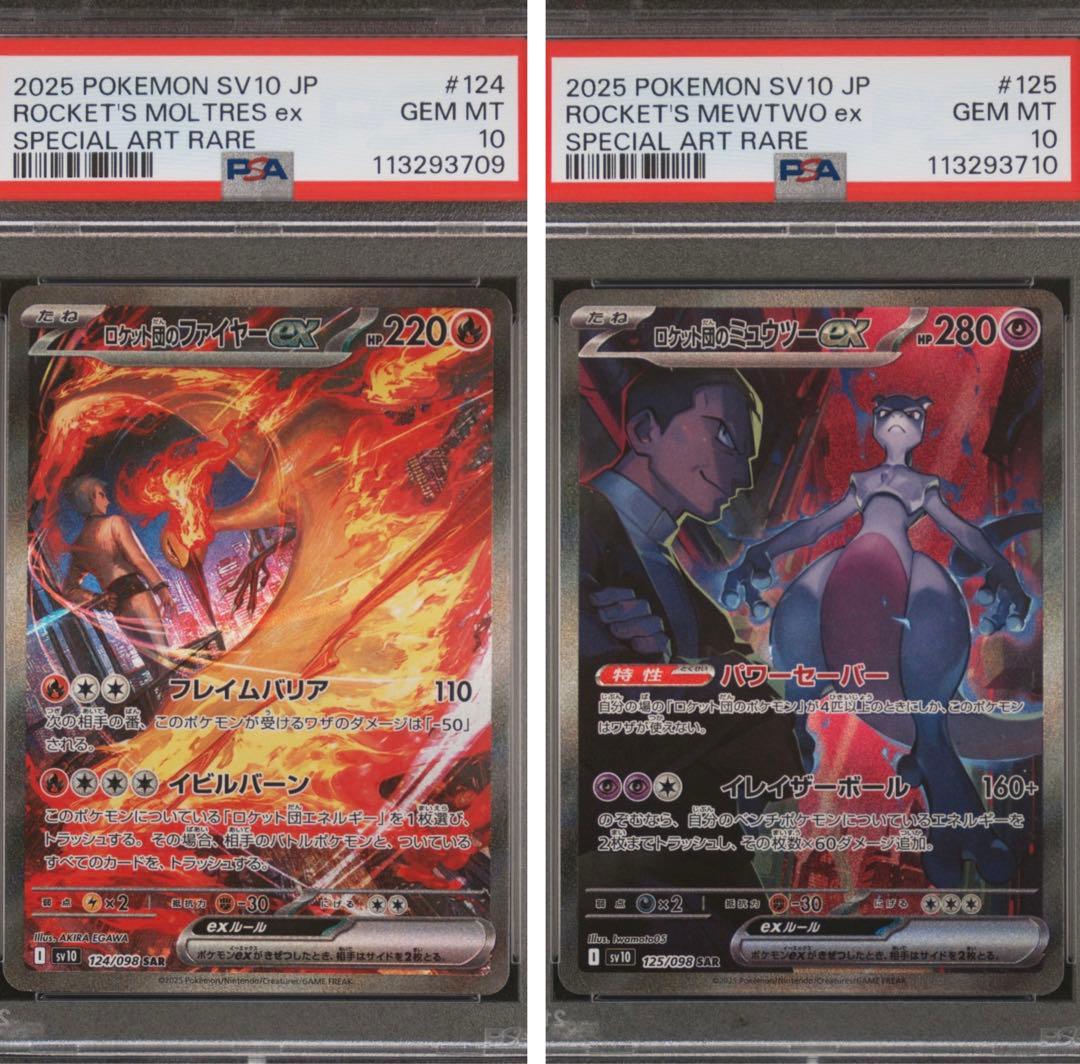 2025 POKEMON SV10 JP #124
ROCKET'S MOLTRES ex GEM MT
SPECIAL ART RARE 10
PSA 113293709
たね ロケット団のファイヤーex HP220
フレイムバリア 110
次の相手の番、このポケモンが受けるワザのダメージは「-50」
される。
イビルバーン
このポケモンについている「ロケット団エネルギー」を1枚選び、
トラッシュする。その場合、相手のバトルポケモンと、ついている
すべてのカードを、トラッシュする。
弱点 ×2 抵抗力 -30 にげる
exルール
ポケモンexがきぜつしたとき、相手はサイドを2枚とる。
Illus. AKIRA EGAWA
I sv10 124/098 SAR
©2025 Pokémon/Nintendo/Creatures/GAME FREAK.
2025 POKEMON SV10 JP #125
ROCKET'S MEWTWO ex GEM MT
SPECIAL ART RARE 10
PSA 113293710
たね ロケット団のミュウツーex HP280
特性 パワーセーバー
自分の場の「ロケット団のポケモン」が4匹以上のときにしか、このポケモン
はワザが使えない。
イレイザーボール 160+
のぞむなら、自分のベンチポケモンについているエネルギーを
2枚までトラッシュし、その枚数×60ダメージ追加。
弱点 ×2 抵抗力 -30 にげる
exルール
ポケモンexがきぜつしたとき、相手はサイドを2枚とる。
Illus. Iwamoto05
I sv10 125/098 SAR
©2025 Pokémon/Nintendo/Creatures/GAME FREAK.